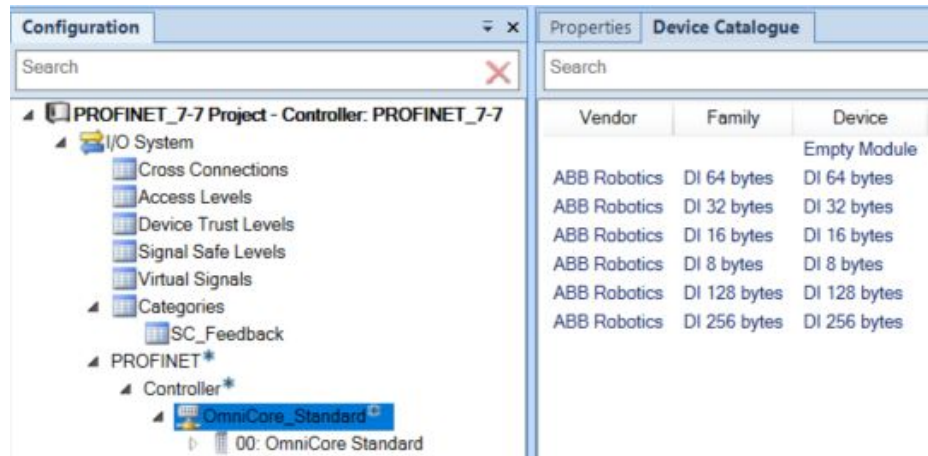 Configuration
Search
PROFINET_7-7 Project - Controller: PROFINET_7-7
I/O System
Cross Connections
Access Levels
Device Trust Levels
Signal Safe Levels
Virtual Signals
Categories
SC_Feedback
PROFINET*
Controller*
OmniCore_Standard
00: OmniCore Standard
Properties Device Catalogue
Search
Vendor Family Device
Empty Module
ABB Robotics DI 64 bytes DI 64 bytes
ABB Robotics DI 32 bytes DI 32 bytes
ABB Robotics DI 16 bytes DI 16 bytes
ABB Robotics DI 8 bytes DI 8 bytes
ABB Robotics DI 128 bytes DI 128 bytes
ABB Robotics DI 256 bytes DI 256 bytes